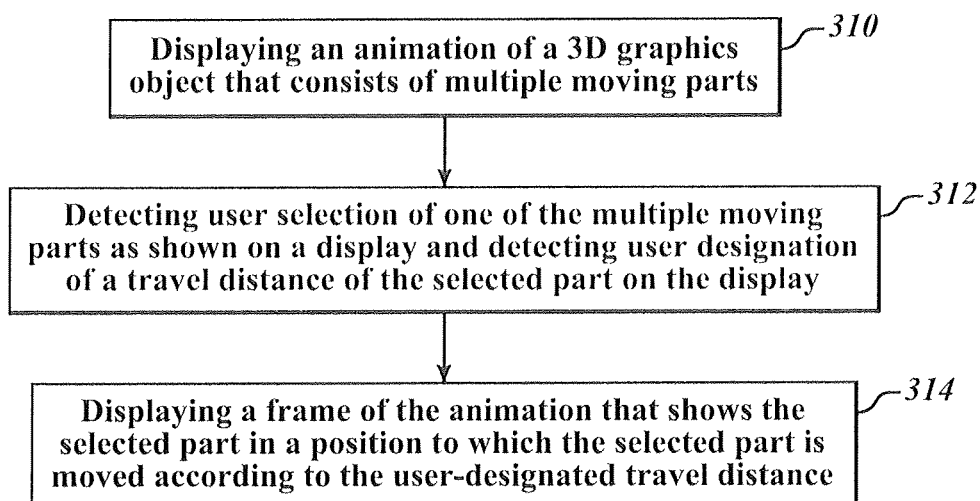 Displaying an animation of a 3D graphics
object that consists of multiple moving parts
310
Detecting user selection of one of the multiple moving
parts as shown on a display and detecting user designation
of a travel distance of the selected part on the display
312
Displaying a frame of the animation that shows the
selected part in a position to which the selected part is
moved according to the user-designated travel distance
314